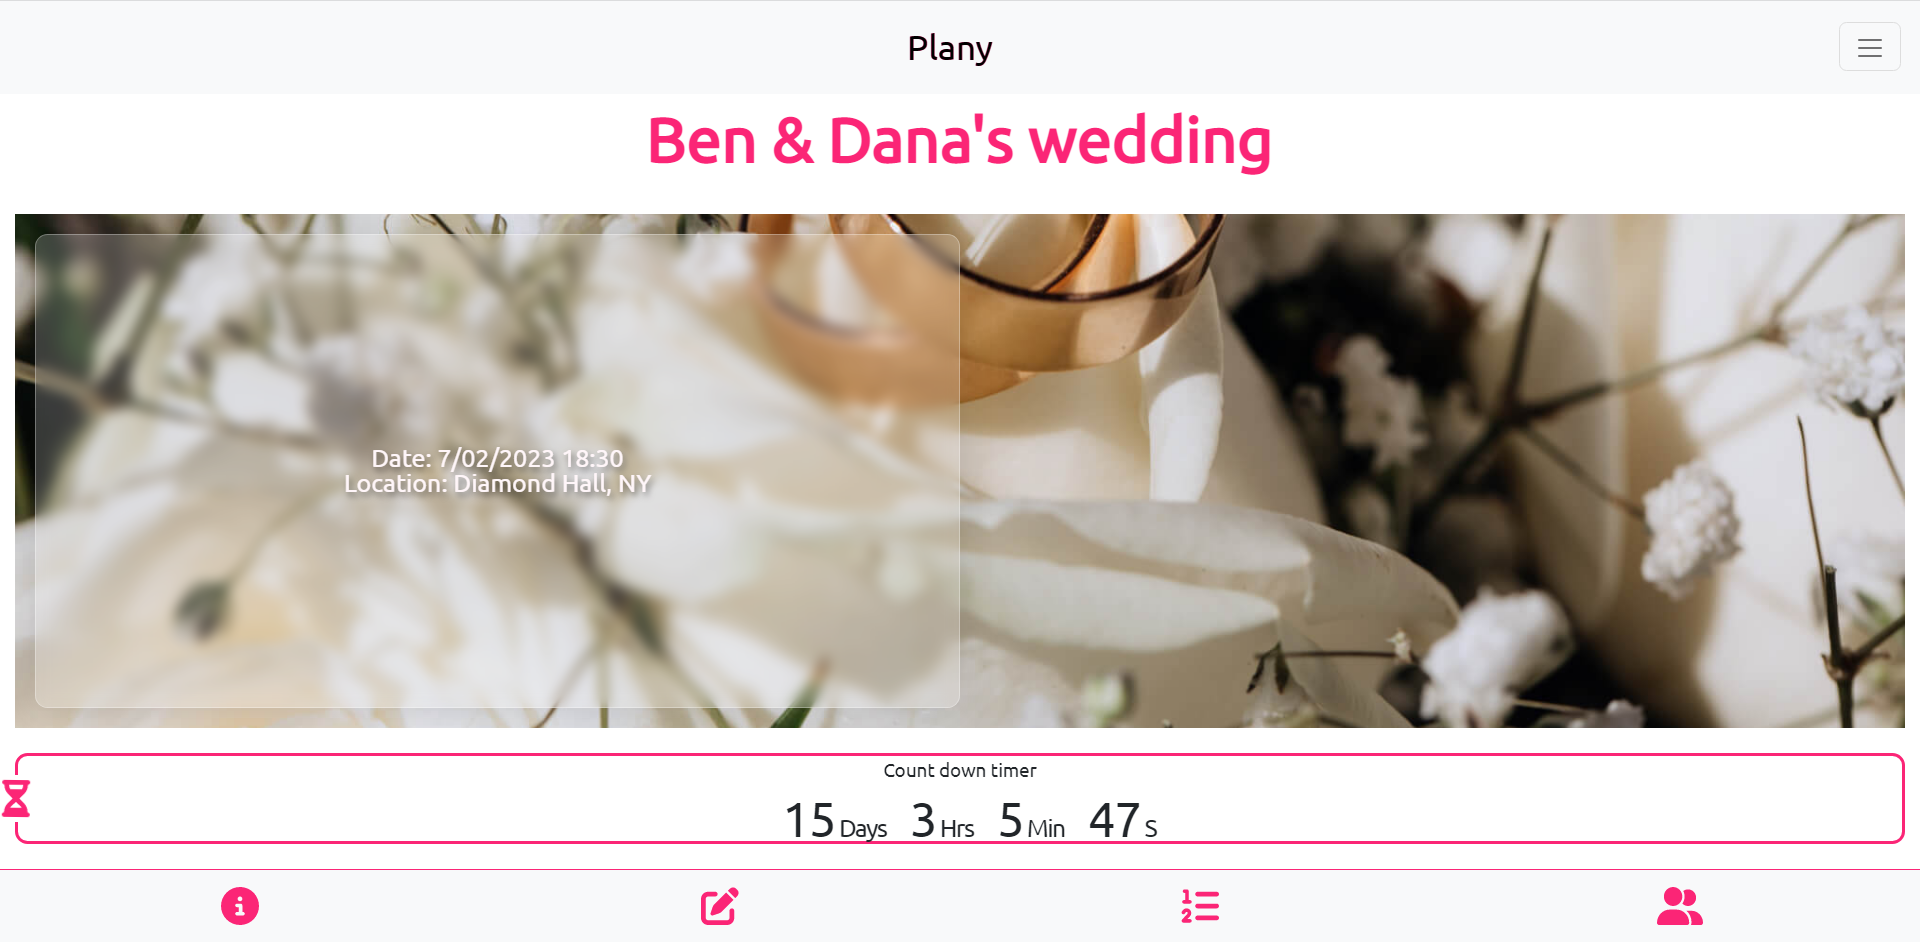 Plany
Ben & Dana's wedding
Date: 7/02/2023 18:30
Location: Diamond Hall, NY
Count down timer
15 Days 3 Hrs 5 Min 47 S